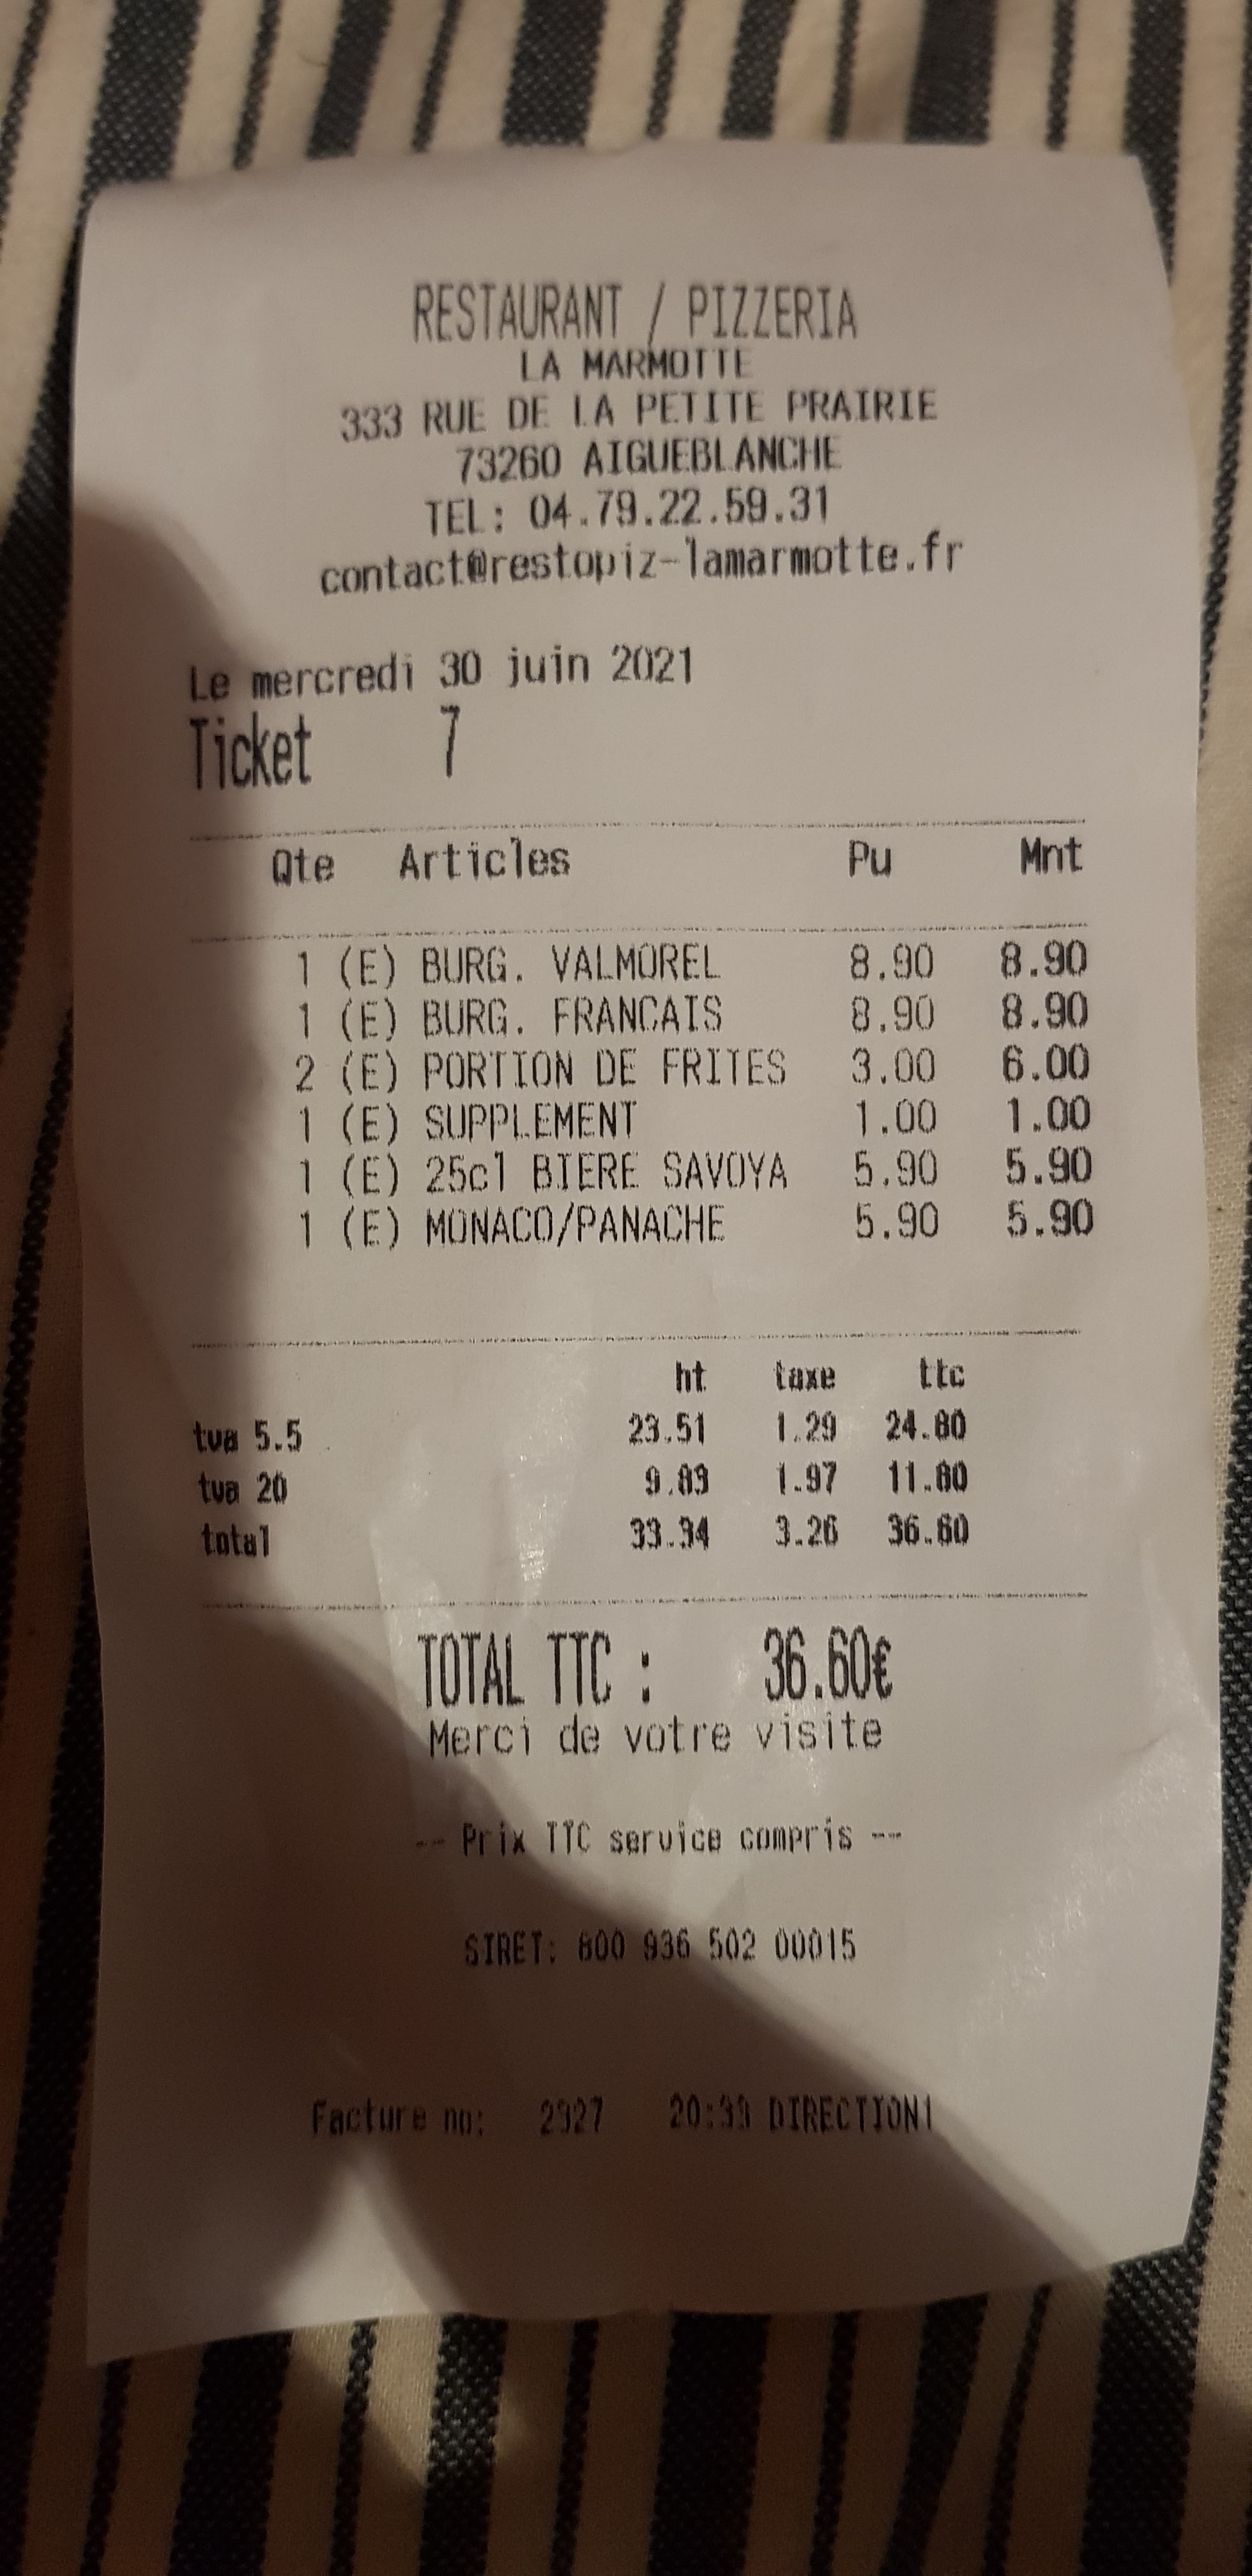 RESTAURANT / PIZZERIA
LA MARMOTTE
333 RUE DE LA PETITE PRAIRIE
73260 AIGUEBLANCHE
TEL: 04.79.22.59.31
contact@restopiz-lamarmotte.fr
Le mercredi 30 juin 2021
Ticket 7
Qte Articles Pu Mnt
1 (E) BURG. VALMOREL 8.90 8.90
1 (E) BURG. FRANCAIS 8.90 8.90
2 (E) PORTION DE FRITES 3.00 6.00
1 (E) SUPPLEMENT 1.00 1.00
1 (E) 25cl BIERE SAVOYA 5.90 5.90
1 (E) MONACO/PANACHE 5.90 5.90
ht taxe ttc
tva 5.5 23.51 1.29 24.80
tva 20 9.83 1.97 11.80
total 33.34 3.26 36.60
TOTAL TTC : 36.60€
Merci de votre visite
-- Prix TTC service compris --
SIRET: 800 936 502 00015
Facture no: 2927 DIRECTION1